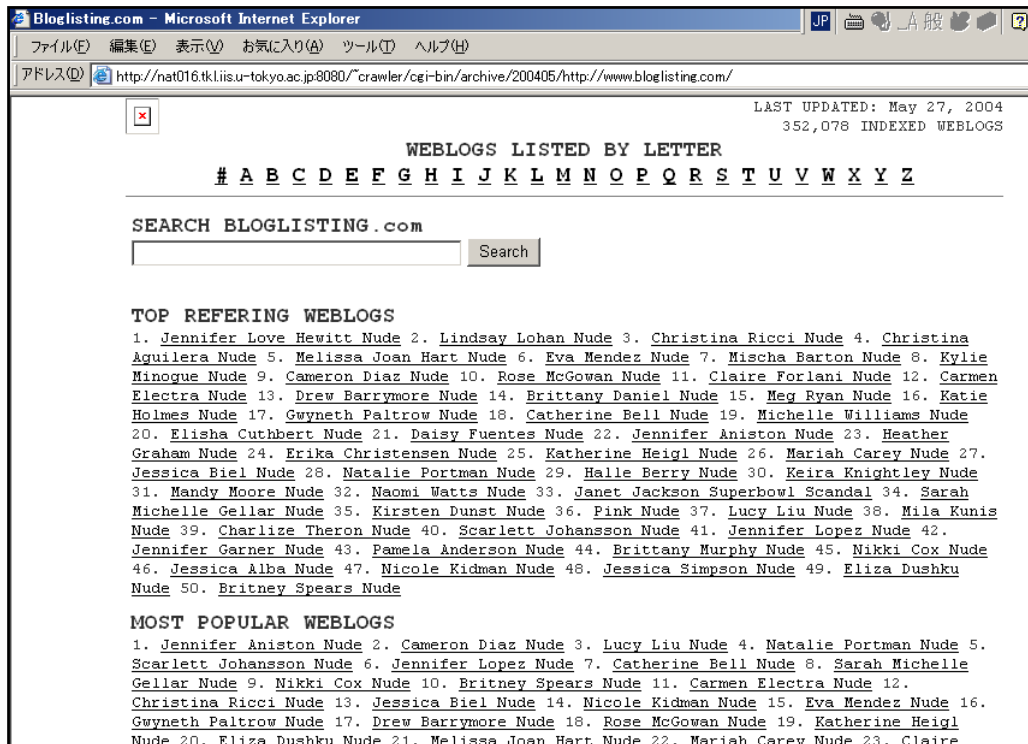 Bloglisting.com - Microsoft Internet Explorer
JP A 般
ファイル(F) 編集(E) 表示(V) お気に入り(A) ツール(T) ヘルプ(H)
アドレス(D) http://nat016.tkl.iis.u-tokyo.ac.jp:8080/~crawler/cgi-bin/archive/200405/http://www.bloglisting.com/
LAST UPDATED: May 27, 2004
352,078 INDEXED WEBLOGS
WEBLOGS LISTED BY LETTER
# A B C D E F G H I J K L M N O P Q R S T U V W X Y Z
SEARCH BLOGLISTING.com
Search
TOP REFERING WEBLOGS
1. Jennifer Love Hewitt Nude 2. Lindsay Lohan Nude 3. Christina Ricci Nude 4. Christina
Aguilera Nude 5. Melissa Joan Hart Nude 6. Eva Mendez Nude 7. Mischa Barton Nude 8. Kylie
Minogue Nude 9. Cameron Diaz Nude 10. Rose McGowan Nude 11. Claire Forlani Nude 12. Carmen
Electra Nude 13. Drew Barrymore Nude 14. Brittany Daniel Nude 15. Meg Ryan Nude 16. Katie
Holmes Nude 17. Gwyneth Paltrow Nude 18. Catherine Bell Nude 19. Michelle Williams Nude
20. Elisha Cuthbert Nude 21. Daisy Fuentes Nude 22. Jennifer Aniston Nude 23. Heather
Graham Nude 24. Erika Christensen Nude 25. Katherine Heigl Nude 26. Mariah Carey Nude 27.
Jessica Biel Nude 28. Natalie Portman Nude 29. Halle Berry Nude 30. Keira Knightley Nude
31. Mandy Moore Nude 32. Naomi Watts Nude 33. Janet Jackson Superbowl Scandal 34. Sarah
Michelle Gellar Nude 35. Kirsten Dunst Nude 36. Pink Nude 37. Lucy Liu Nude 38. Mila Kunis
Nude 39. Charlize Theron Nude 40. Scarlett Johansson Nude 41. Jennifer Lopez Nude 42.
Jennifer Garner Nude 43. Pamela Anderson Nude 44. Brittany Murphy Nude 45. Nikki Cox Nude
46. Jessica Alba Nude 47. Nicole Kidman Nude 48. Jessica Simpson Nude 49. Eliza Dushku
Nude 50. Britney Spears Nude
MOST POPULAR WEBLOGS
1. Jennifer Aniston Nude 2. Cameron Diaz Nude 3. Lucy Liu Nude 4. Natalie Portman Nude 5.
Scarlett Johansson Nude 6. Jennifer Lopez Nude 7. Catherine Bell Nude 8. Sarah Michelle
Gellar Nude 9. Nikki Cox Nude 10. Britney Spears Nude 11. Carmen Electra Nude 12.
Christina Ricci Nude 13. Jessica Biel Nude 14. Nicole Kidman Nude 15. Eva Mendez Nude 16.
Gwyneth Paltrow Nude 17. Drew Barrymore Nude 18. Rose McGowan Nude 19. Katherine Heigl
Nude 20. Eliza Dushku Nude 21. Melissa Joan Hart Nude 22. Mariah Carey Nude 23. Claire